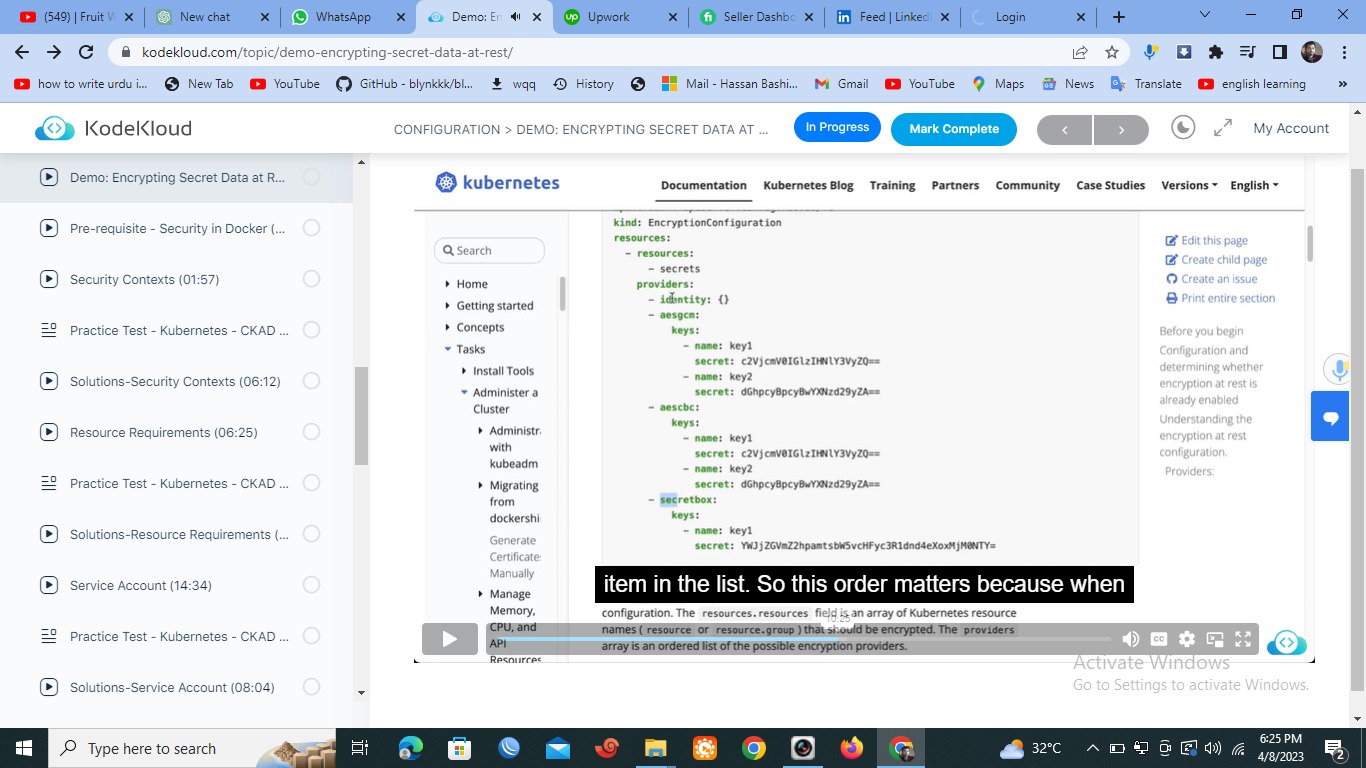 (549) | Fruit W
New chat
WhatsApp
Demo: En
Upwork
Seller Dashbo
Feed | Linked
Login
kodekloud.com/topic/demo-encrypting-secret-data-at-rest/
how to write urdu i...
New Tab
YouTube
GitHub - blynkkk/bl...
wqq
History
Mail - Hassan Bashi...
Gmail
YouTube
Maps
News
Translate
english learning
»
KodeKloud
CONFIGURATION > DEMO: ENCRYPTING SECRET DATA AT ...
In Progress
Mark Complete
<
>
My Account
Demo: Encrypting Secret Data at R...
Pre-requisite - Security in Docker (...
Security Contexts (01:57)
Practice Test - Kubernetes - CKAD ...
Solutions-Security Contexts (06:12)
Resource Requirements (06:25)
Practice Test - Kubernetes - CKAD ...
Solutions-Resource Requirements (...
Service Account (14:34)
Practice Test - Kubernetes - CKAD ...
Solutions-Service Account (08:04)
kubernetes
Documentation
Kubernetes Blog
Training
Partners
Community
Case Studies
Versions
English
Search
Home
Getting started
Concepts
Tasks
Install Tools
Administer a
Cluster
Administra
with
kubeadm
Migrating
from
dockershi
Generate
Certificate
Manually
Manage
Memory,
CPU, and
API
Resources
kind: EncryptionConfiguration
resources:
- resources:
- secrets
providers:
- identity: {}
- aesgcm:
keys:
- name: key1
secret: c2VjcmV0IGlzIHNlY3VyZQ==
- name: key2
secret: dGhpcyBpcyBwYXNzd29yZA==
- aescbc:
keys:
- name: key1
secret: c2VjcmV0IGlzIHNlY3VyZQ==
- name: key2
secret: dGhpcyBpcyBwYXNzd29yZA==
- secretbox:
keys:
- name: key1
secret: YWJjZGVmZ2hpamtsbW5vcHFyc3R1dnd4eXoxMjM0NTY=
item in the list. So this order matters because when
configuration. The resources.resources field is an array of Kubernetes resource
names ( resource or resource.group ) that should be encrypted. The providers
array is an ordered list of the possible encryption providers.
10:25
CC
Edit this page
Create child page
Create an issue
Print entire section
Before you begin
Configuration and
determining whether
encryption at rest is
already enabled
Understanding the
encryption at rest
configuration.
Providers:
Activate Windows
Go to Settings to activate Windows.
Type here to search
32°C
6:25 PM
4/8/2023
2